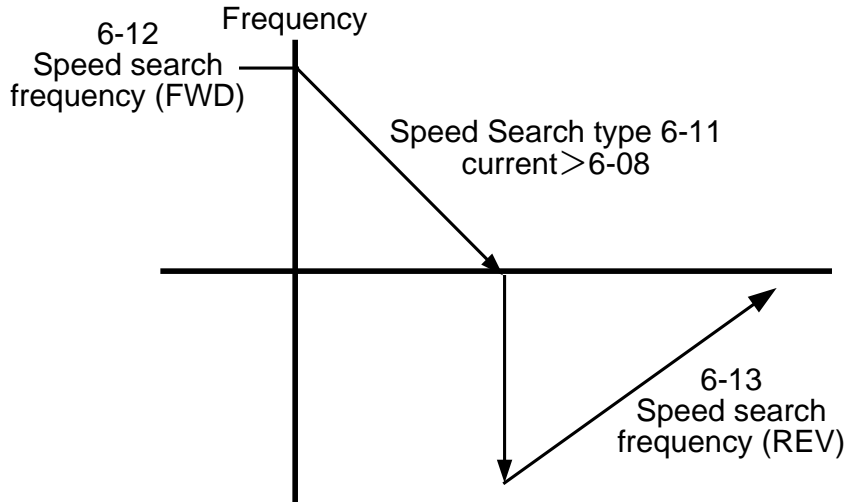 Frequency
6-12
Speed search
frequency (FWD)
Speed Search type 6-11
current＞6-08
6-13
Speed search
frequency (REV)